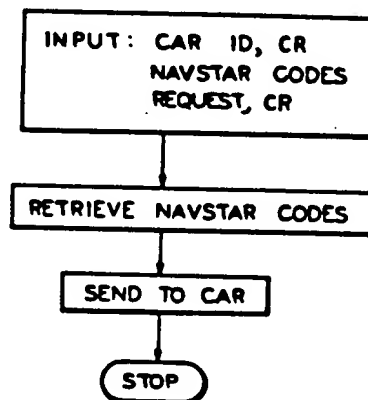 INPUT: CAR ID, CR
NAVSTAR CODES
REQUEST, CR
RETRIEVE NAVSTAR CODES
SEND TO CAR
STOP